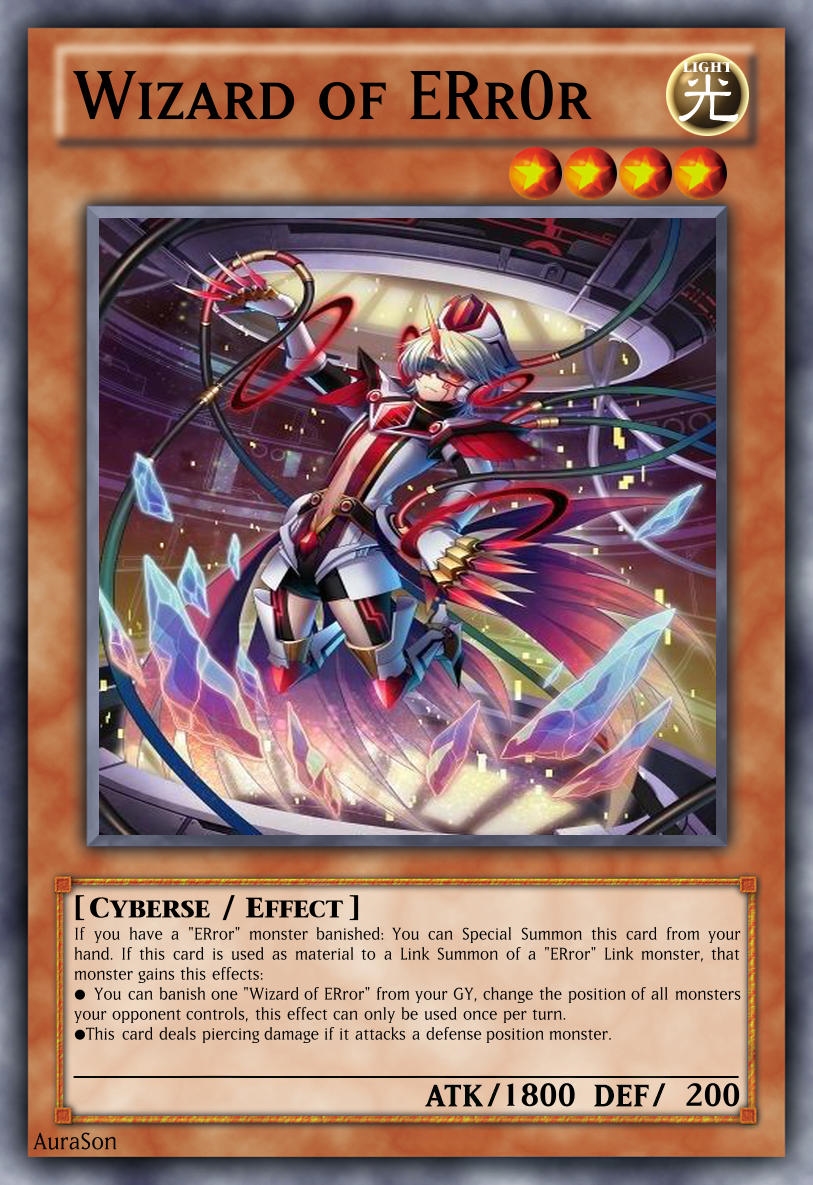 Wizard of ERr0r
LIGHT
光
[ Cyberse / Effect ]
If you have a "ERror" monster banished: You can Special Summon this card from your
hand. If this card is used as material to a Link Summon of a "ERror" Link monster, that
monster gains this effects:
● You can banish one "Wizard of ERror" from your GY, change the position of all monsters
your opponent controls, this effect can only be used once per turn.
●This card deals piercing damage if it attacks a defense position monster.
ATK/1800 DEF/ 200
AuraSon